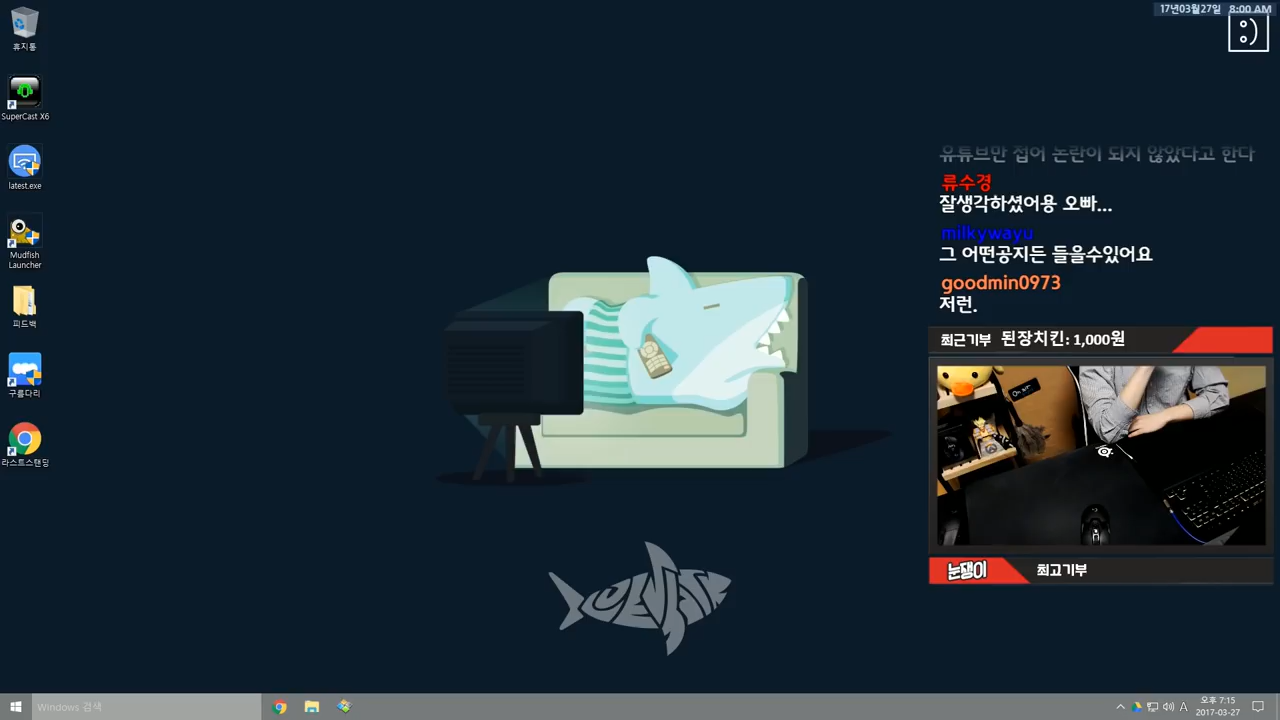 17년03월27일 8:00 AM
:)
휴지통
SuperCast X6
latest.exe
Mudfish
Launcher
피드백
구름다리
라스트스탠딩
유튜브만 접어 논란이 되지 않았다고 한다
류수경
잘생각하셨어용 오빠...
milkywayu
그 어떤공지든 들을수있어요
goodmin0973
저런.
최근기부 된장치킨: 1,000원
눈쟁이 최고기부
Windows 검색
A
오후 7:15
2017-03-27